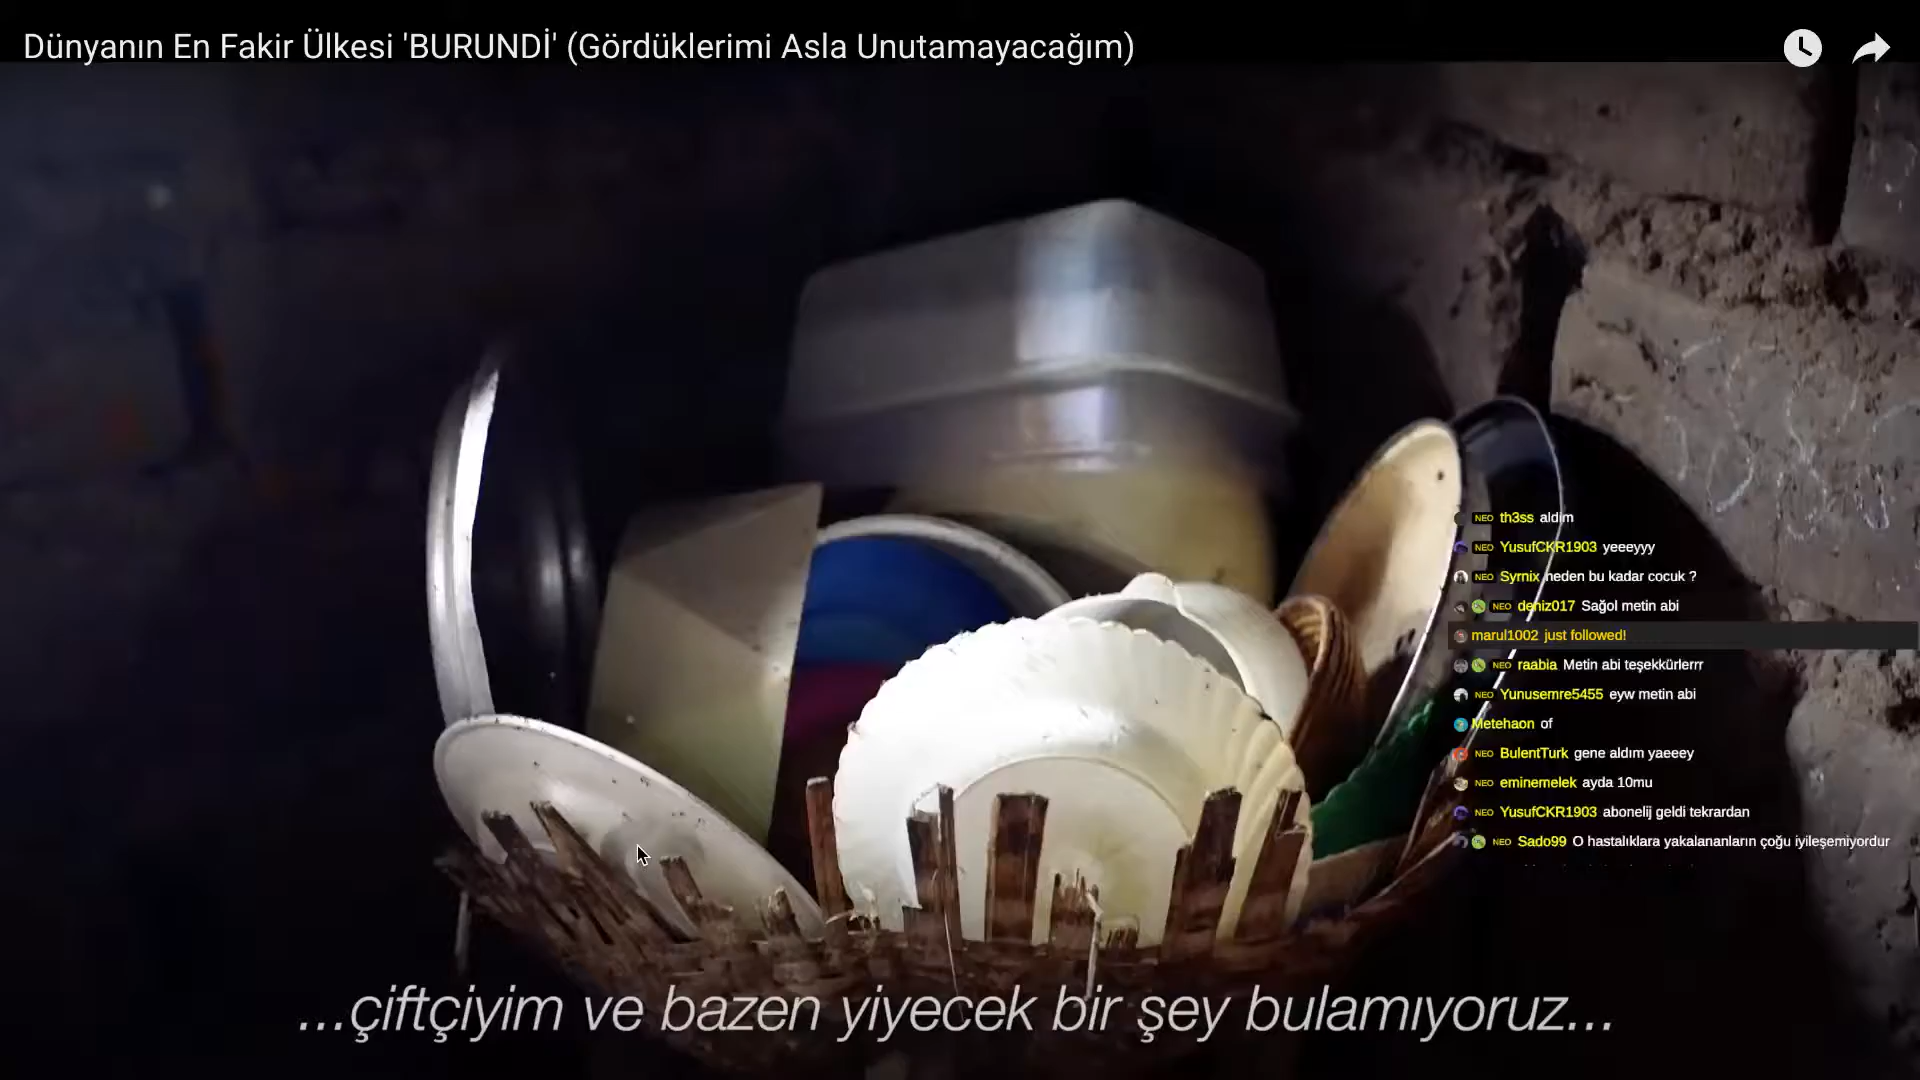 Dünyanın En Fakir Ülkesi 'BURUNDİ' (Gördüklerimi Asla Unutamayacağım)
NEO th3ss aldım
NEO YusufCKR1903 yeeeyyy
NEO Syrnix neden bu kadar cocuk ?
NEO deniz017 Sağol metin abi
marul1002 just followed!
NEO raabia Metin abi teşekkürlerrr
NEO Yunusemre5455 eyw metin abi
Metehaon of
NEO BulentTurk gene aldım yaeeey
NEO eminemelek ayda 10mu
NEO YusufCKR1903 abonelij geldi tekrardan
NEO Sado99 O hastalıklara yakalananların çoğu iyileşemiyordur
...çiftçiyim ve bazen yiyecek bir şey bulamıyoruz...